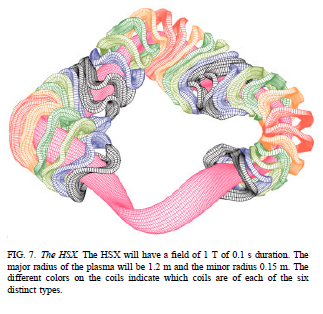 FIG. 7. The HSX. The HSX will have a field of 1 T of 0.1 s duration. The
major radius of the plasma will be 1.2 m and the minor radius 0.15 m. The
different colors on the coils indicate which coils are of each of the six
distinct types.